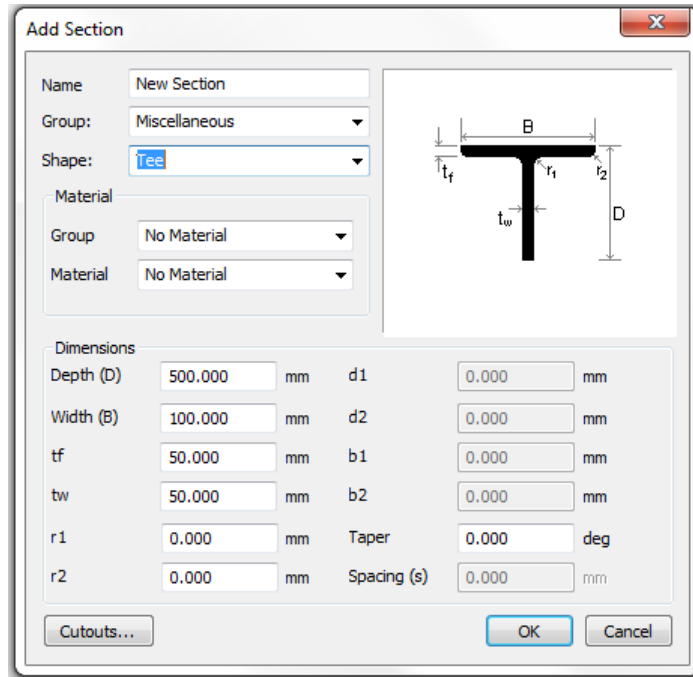 Add Section
Name New Section
Group: Miscellaneous
Shape: Tee
B
tf r1 r2
tw D
Material
Group No Material
Material No Material
Dimensions
Depth (D) 500.000 mm d1 0.000 mm
Width (B) 100.000 mm d2 0.000 mm
tf 50.000 mm b1 0.000 mm
tw 50.000 mm b2 0.000 mm
r1 0.000 mm Taper 0.000 deg
r2 0.000 mm Spacing (s) 0.000 mm
Cutouts... OK Cancel